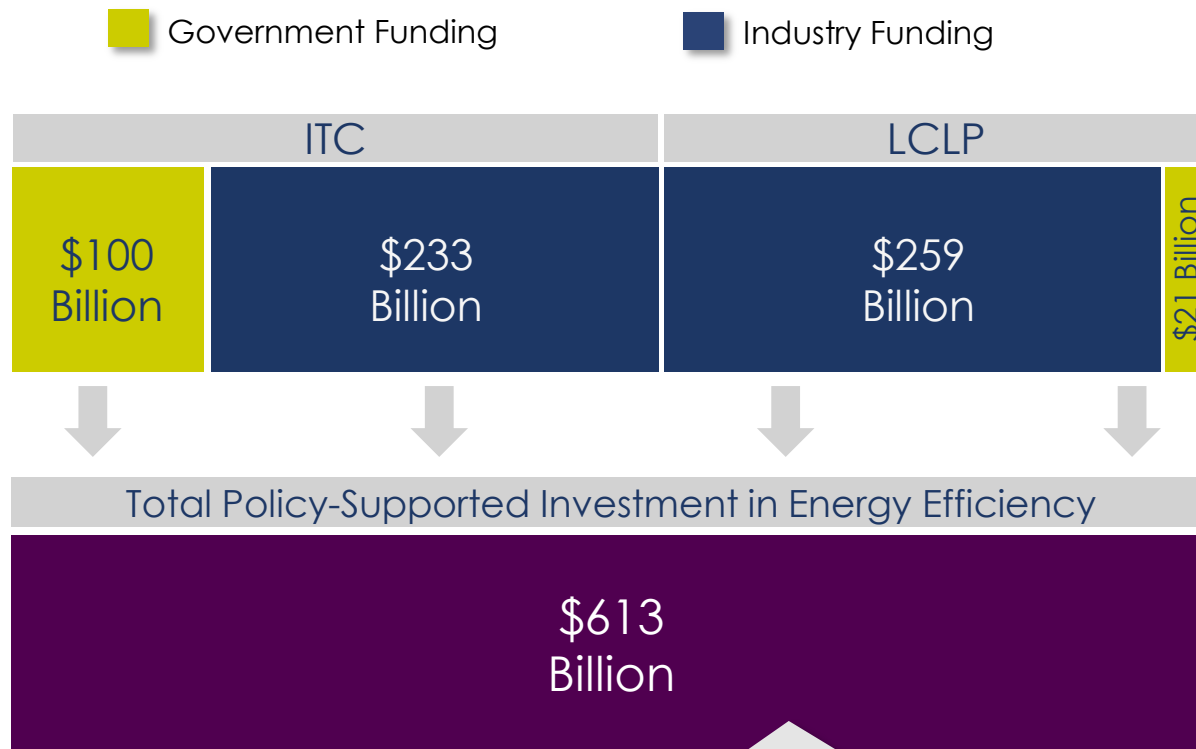 Government Funding
Industry Funding
ITC
LCLP
$100
Billion
$233
Billion
$259
Billion
$21 Billion
Total Policy-Supported Investment in Energy Efficiency
$613
Billion